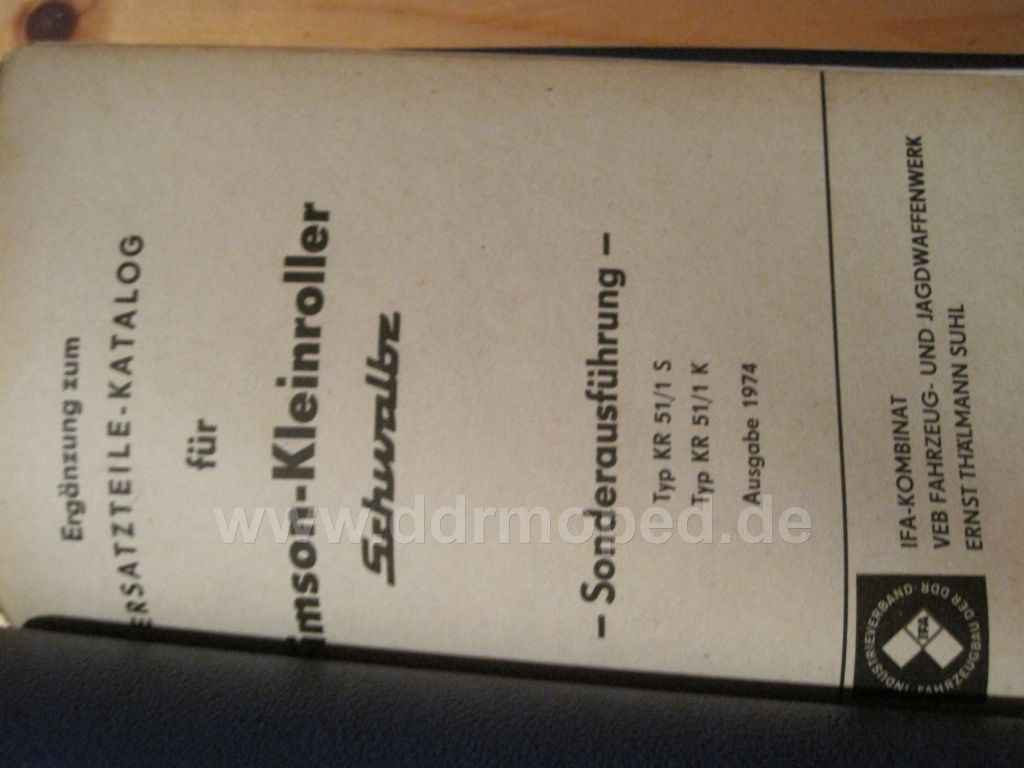 Ergänzung zum
ERSATZTEILE-KATALOG
für
imson-Kleinroller
Schwalbe
– Sonderausführung –
Typ KR 51/1 S
Typ KR 51/1 K
Ausgabe 1974
IFA-KOMBINAT
VEB FAHRZEUG- UND JAGDWAFFENWERK
ERNST THÄLMANN SUHL
INDUSTRIEVERBAND · FAHRZEUGBAU DER DDR ·
IFA
www.ddrmoped.de